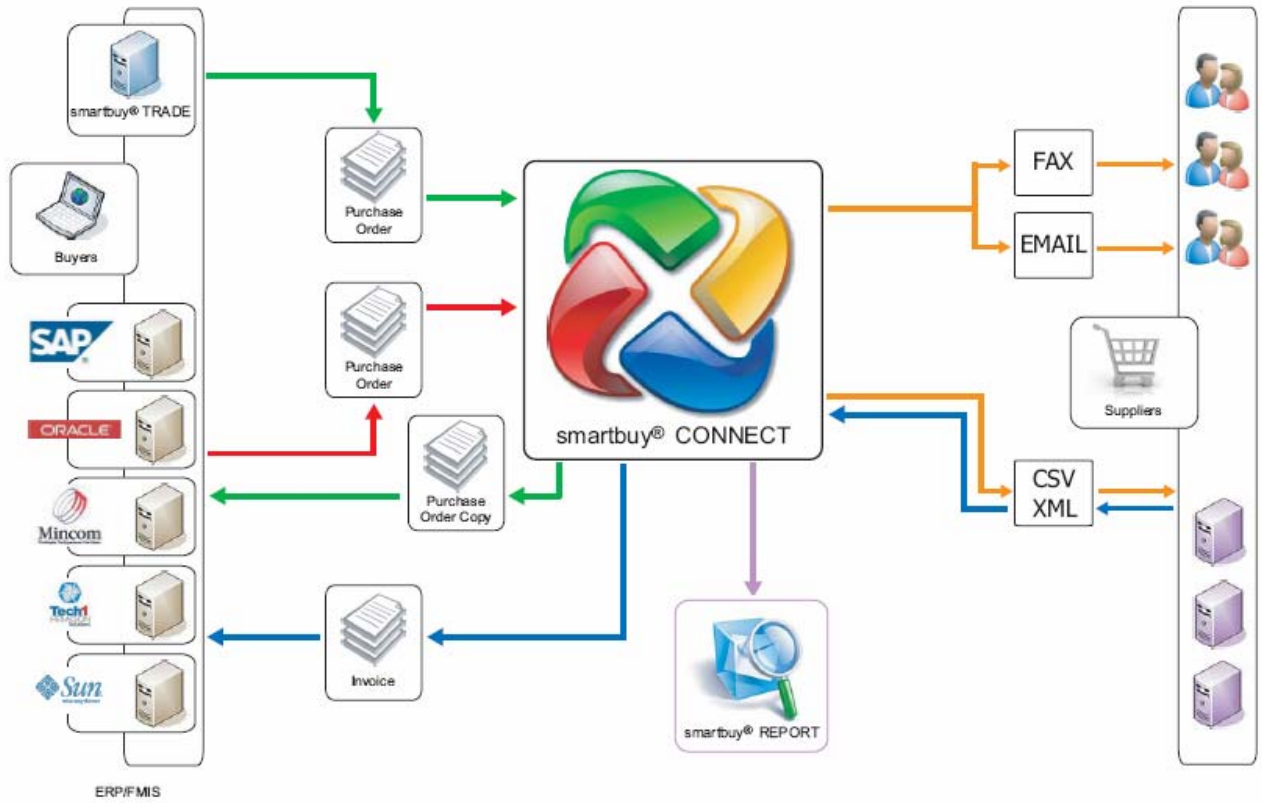 smartbuy® TRADE
Buyers
SAP
®
ORACLE
Mincom
Tech1
Sun
ERP/FMIS
Purchase
Order
Purchase
Order
Purchase
Order Copy
Invoice
smartbuy® CONNECT
smartbuy® REPORT
FAX
EMAIL
CSV
XML
Suppliers